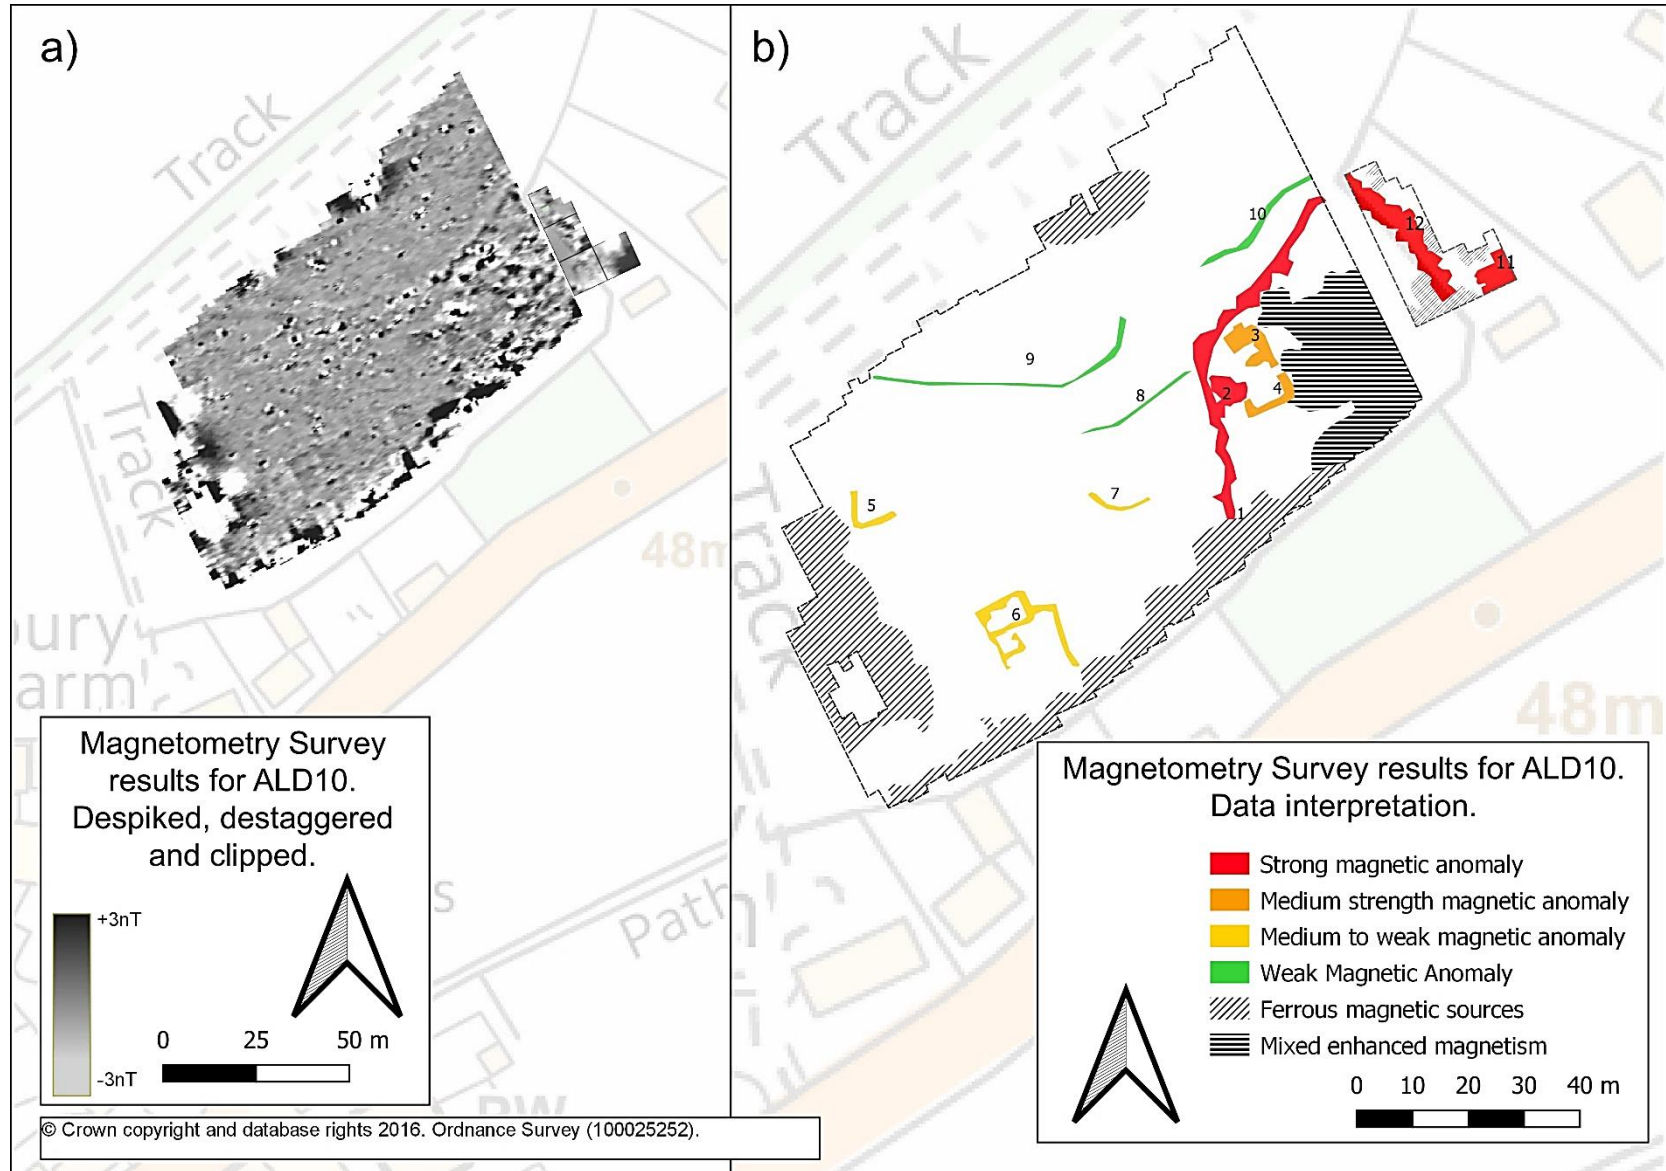 a)
Track
Track
48m
bury
arm
s
Path
PW
Magnetometry Survey
results for ALD10.
Despiked, destaggered
and clipped.
+3nT
-3nT
0 25 50 m
© Crown copyright and database rights 2016. Ordnance Survey (100025252).
b)
Track
Track
10
12
11
9
3
8
2
4
5
7
1
6
48m
Magnetometry Survey results for ALD10.
Data interpretation.
Strong magnetic anomaly
Medium strength magnetic anomaly
Medium to weak magnetic anomaly
Weak Magnetic Anomaly
Ferrous magnetic sources
Mixed enhanced magnetism
0 10 20 30 40 m